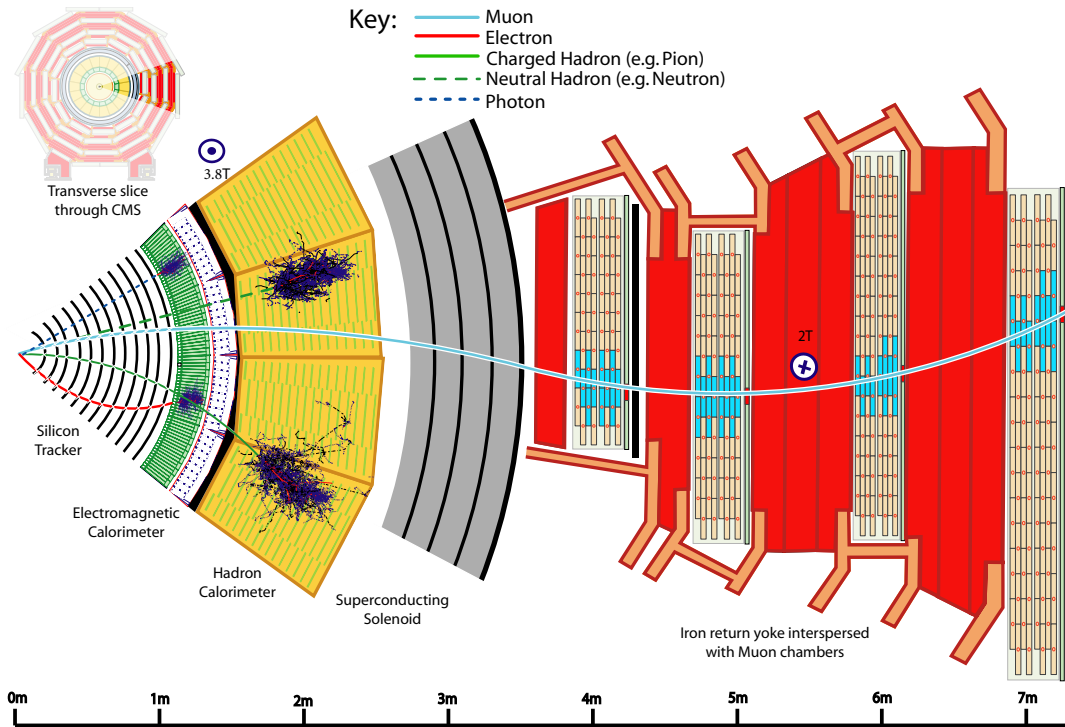 Key:
Muon
Electron
Charged Hadron (e.g. Pion)
Neutral Hadron (e.g. Neutron)
Photon
Transverse slice
through CMS
3.8T
2T
Silicon
Tracker
Electromagnetic
Calorimeter
Hadron
Calorimeter
Superconducting
Solenoid
Iron return yoke interspersed
with Muon chambers
0m 1m 2m 3m 4m 5m 6m 7m